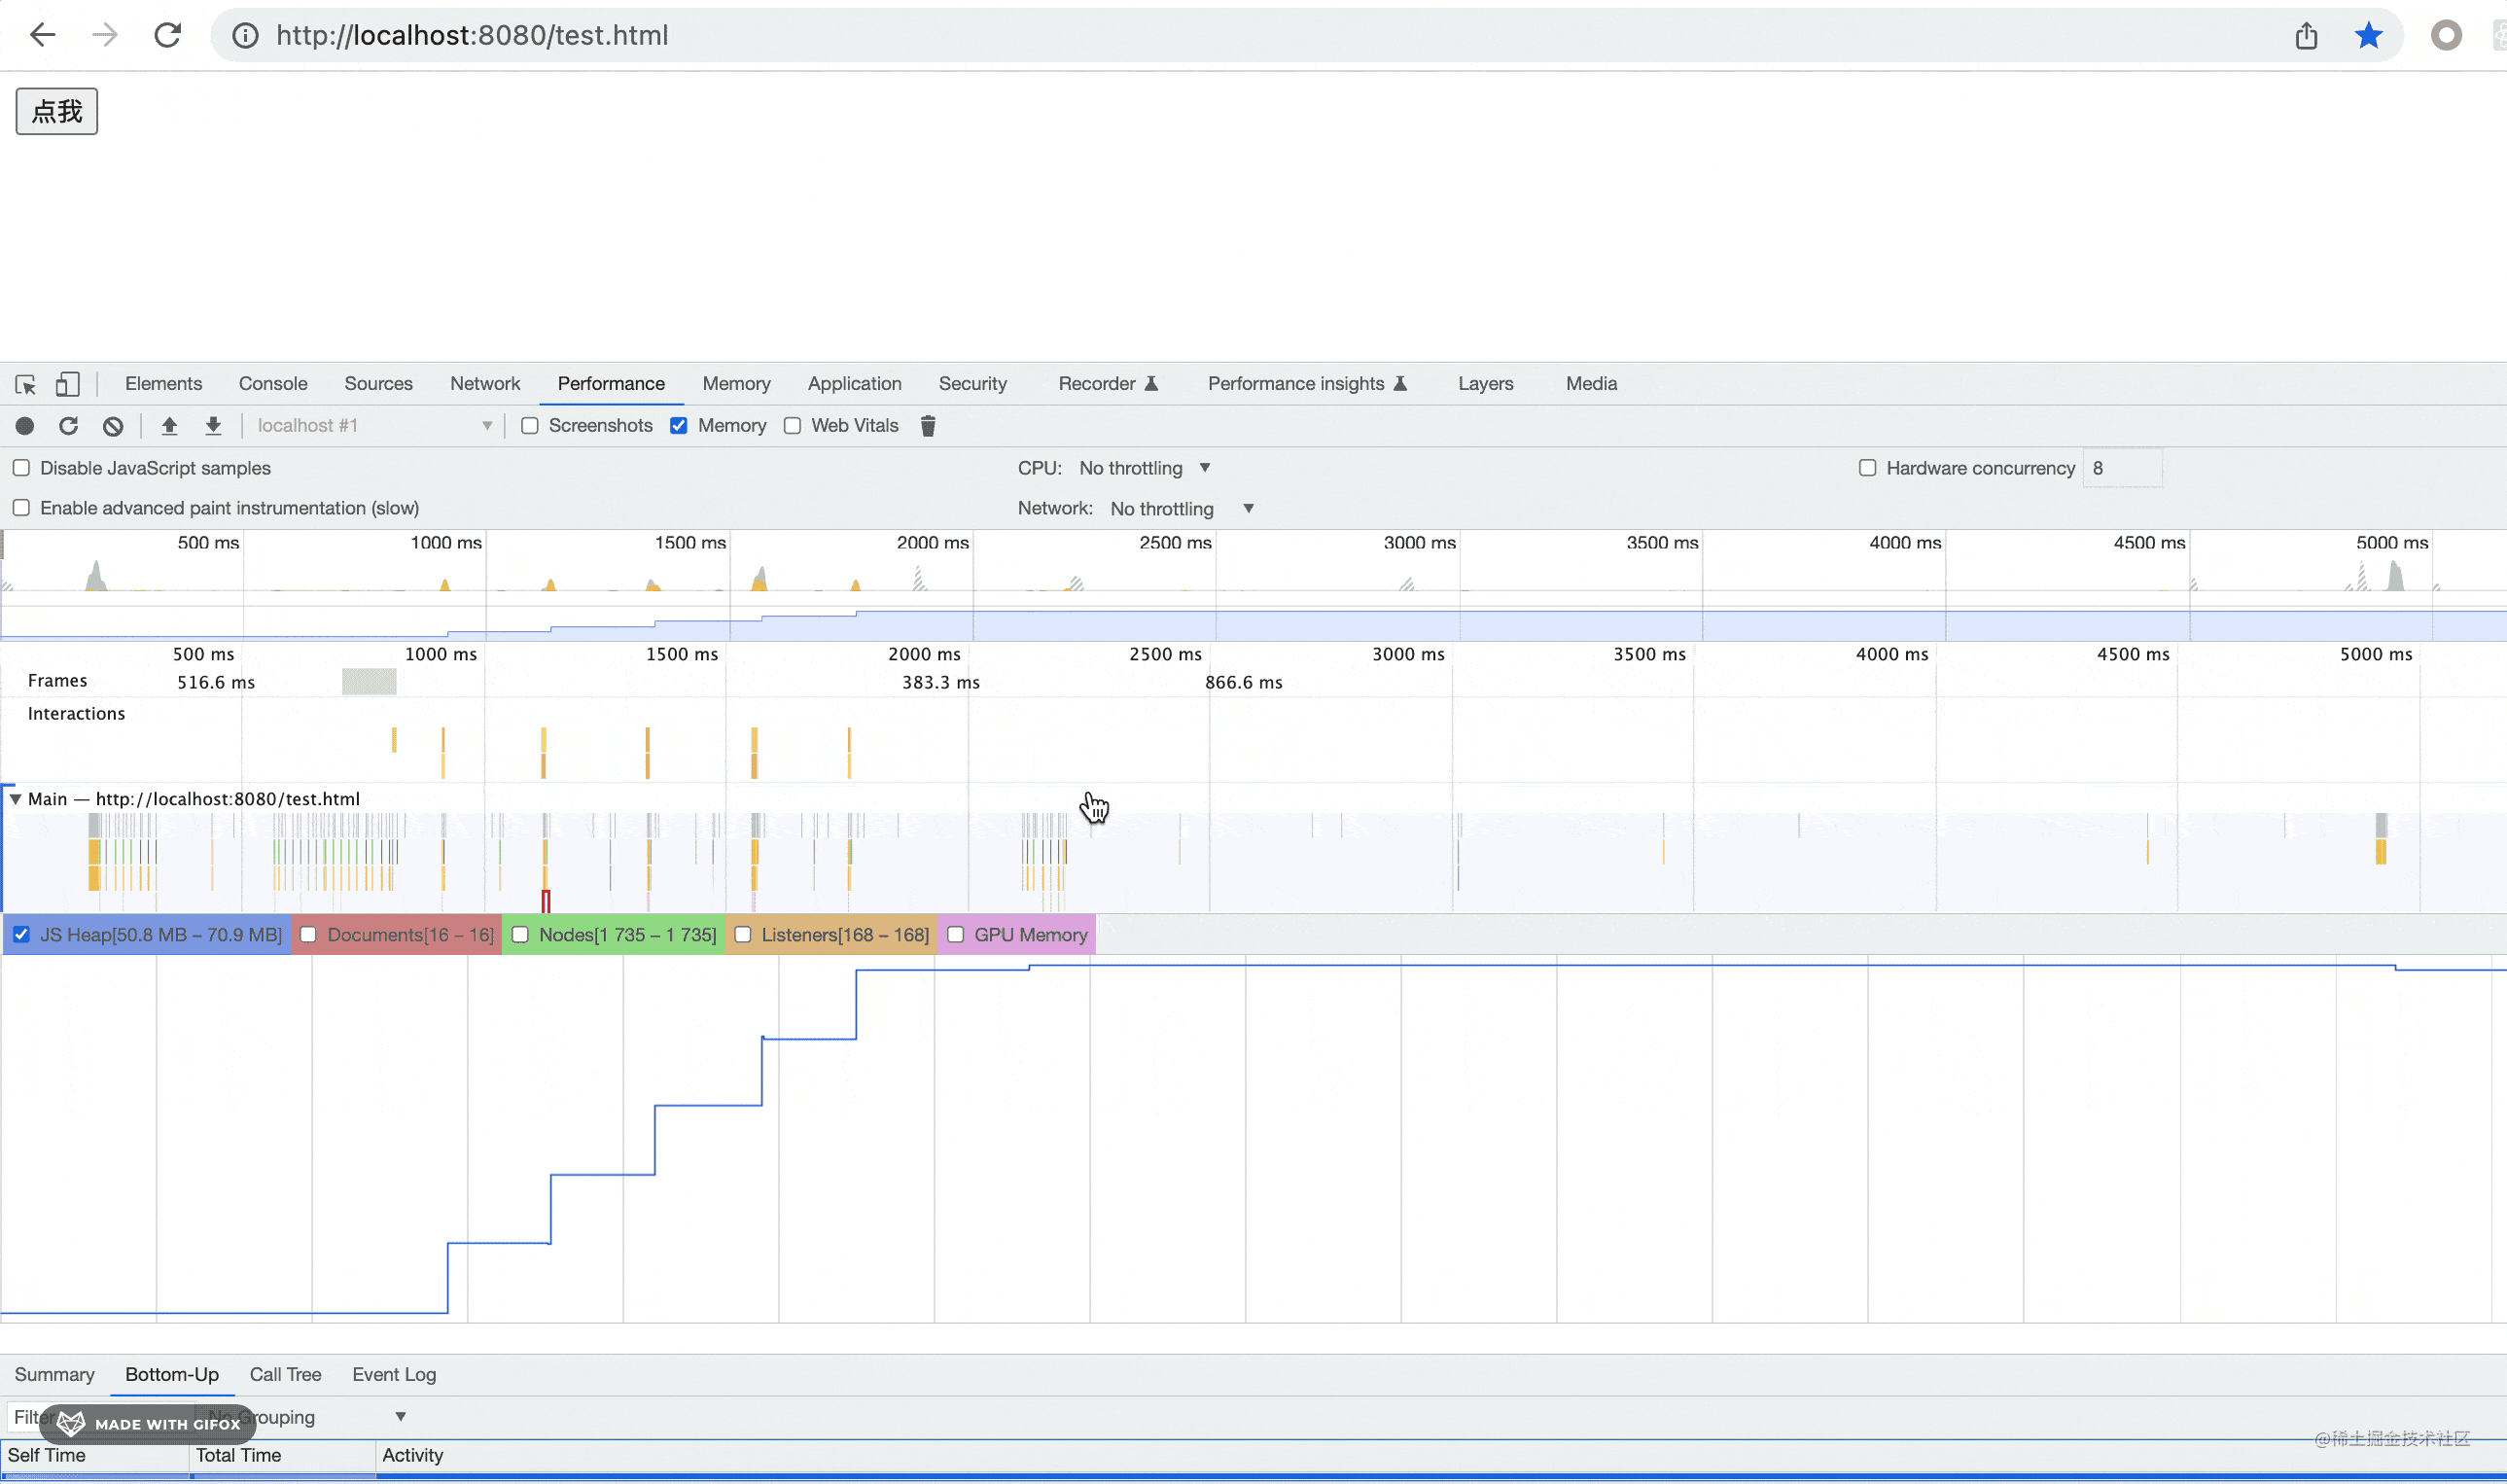 http://localhost:8080/test.html
点我
Elements Console Sources Network Performance Memory Application Security Recorder Performance insights Layers Media
localhost #1 Screenshots Memory Web Vitals
Disable JavaScript samples CPU: No throttling Hardware concurrency 8
Enable advanced paint instrumentation (slow) Network: No throttling
500 ms 1000 ms 1500 ms 2000 ms 2500 ms 3000 ms 3500 ms 4000 ms 4500 ms 5000 ms
500 ms 1000 ms 1500 ms 2000 ms 2500 ms 3000 ms 3500 ms 4000 ms 4500 ms 5000 ms
Frames 516.6 ms 383.3 ms 866.6 ms
Interactions
Main — http://localhost:8080/test.html
JS Heap[50.8 MB – 70.9 MB] Documents[16 – 16] Nodes[1 735 – 1 735] Listeners[168 – 168] GPU Memory
Summary Bottom-Up Call Tree Event Log
Filter No Grouping
MADE WITH GIFOX
@稀土掘金技术社区
Self Time Total Time Activity